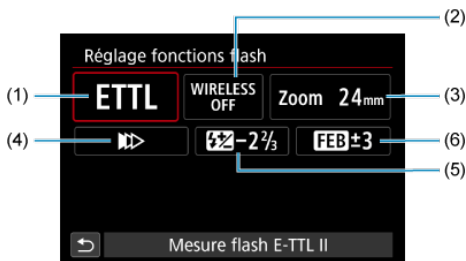 (2)
Réglage fonctions flash
(1) ETTL WIRELESS OFF Zoom 24mm (3)
(4) -2⅔ FEB±3 (6)
(5)
Mesure flash E-TTL II